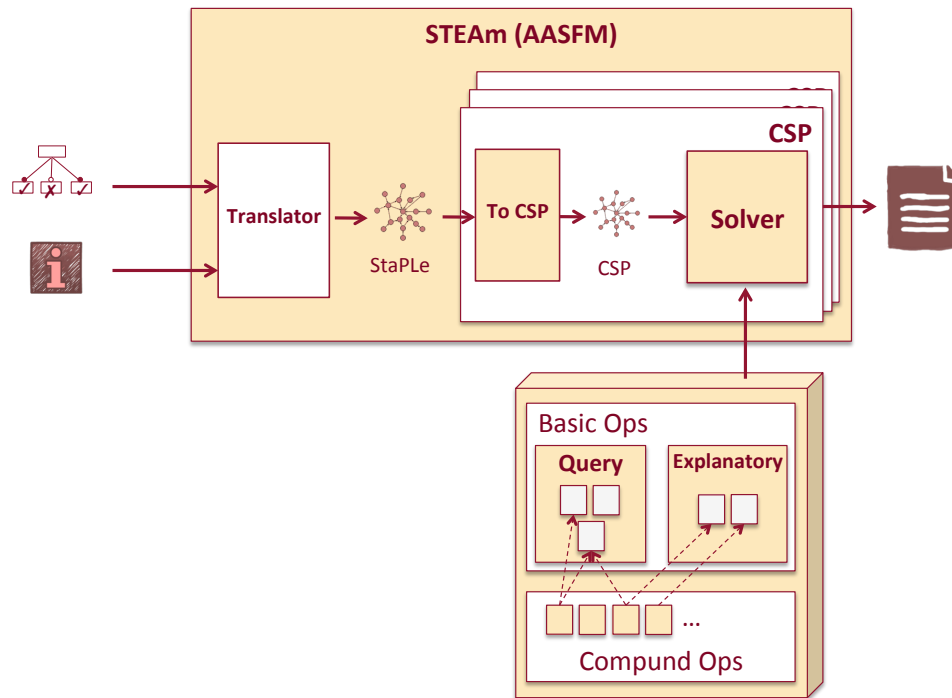 STEAm (AASFM)
CSP
Translator
StaPLe
To CSP
CSP
Solver
Basic Ops
Query
Explanatory
...
Compund Ops